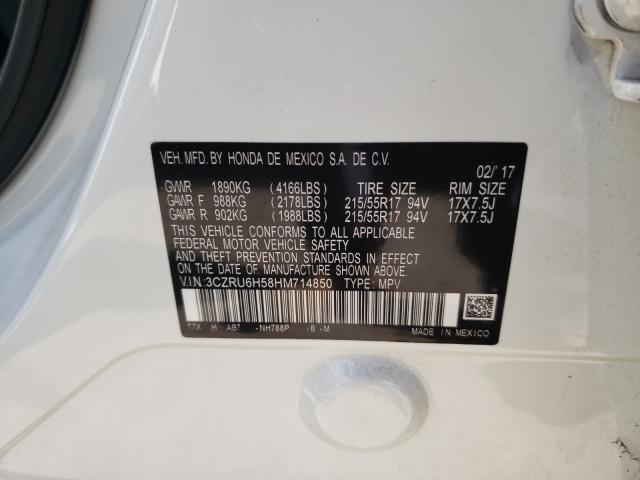 VEH. MFD. BY HONDA DE MEXICO S.A. DE C.V.
02/'17
GVWR 1890KG (4166LBS) TIRE SIZE RIM SIZE
GAWR F 988KG (2178LBS) 215/55R17 94V 17X7.5J
GAWR R 902KG (1988LBS) 215/55R17 94V 17X7.5J
THIS VEHICLE CONFORMS TO ALL APPLICABLE
FEDERAL MOTOR VEHICLE SAFETY
AND THEFT PREVENTION STANDARDS IN EFFECT
ON THE DATE OF MANUFACTURE SHOWN ABOVE.
V.I.N.:3CZRU6H58HM714850 TYPE: MPV
17X H AB7 -NH788P -B -M MADE IN MEXICO